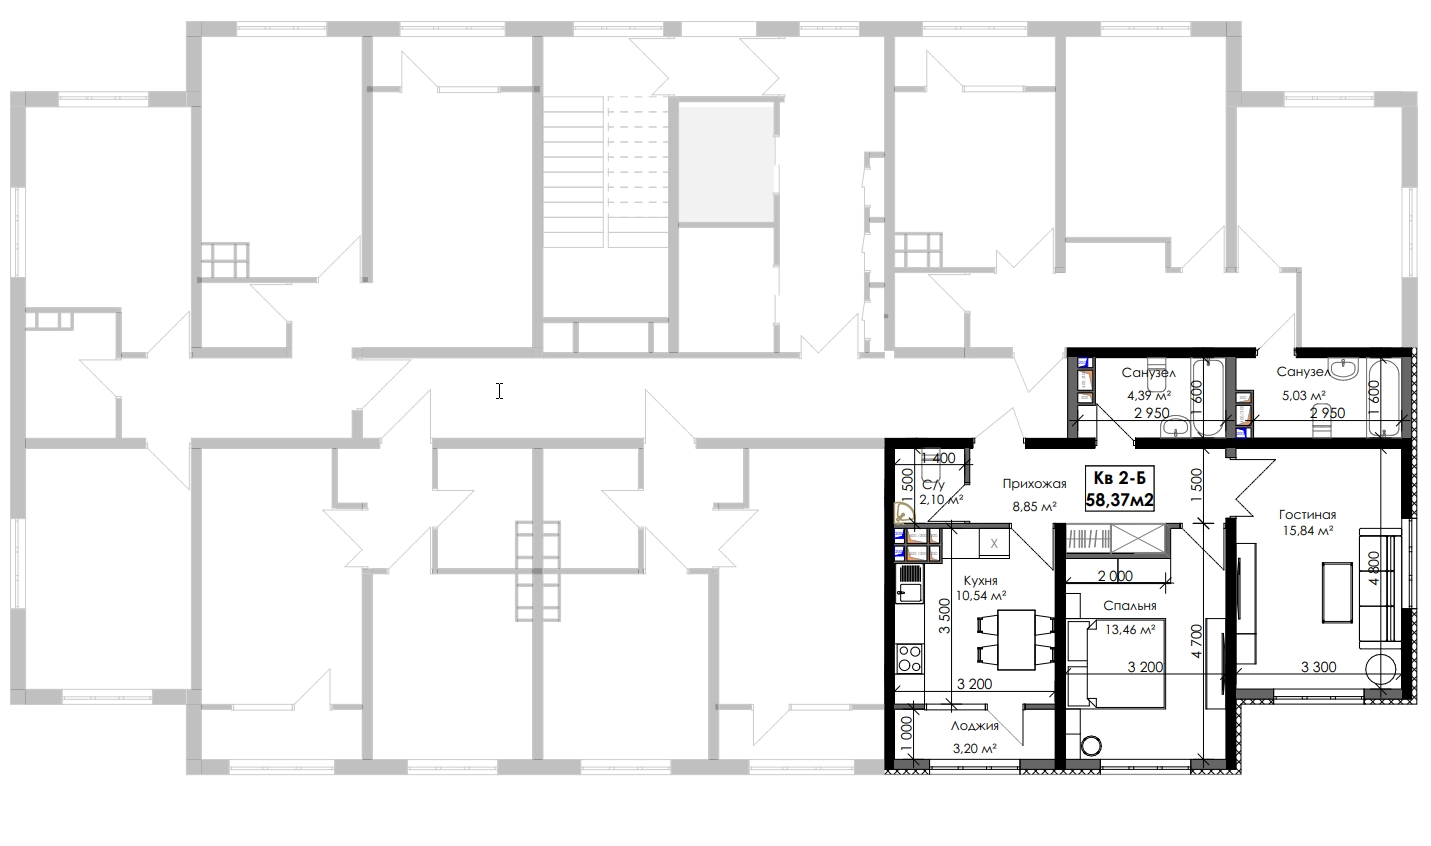 Санузел
4,39 м²
2 950
1 600
Санузел
5,03 м²
2 950
1 600
1 400
1 500
С/у
2,10 м²
Прихожая
8,85 м²
Кв 2-Б
58,37м2
1 500
Гостиная
15,84 м²
4 800
3 300
X
Кухня
10,54 м²
3 500
3 200
2 000
Спальня
13,46 м²
4 700
3 200
Лоджия
3,20 м²
1 000